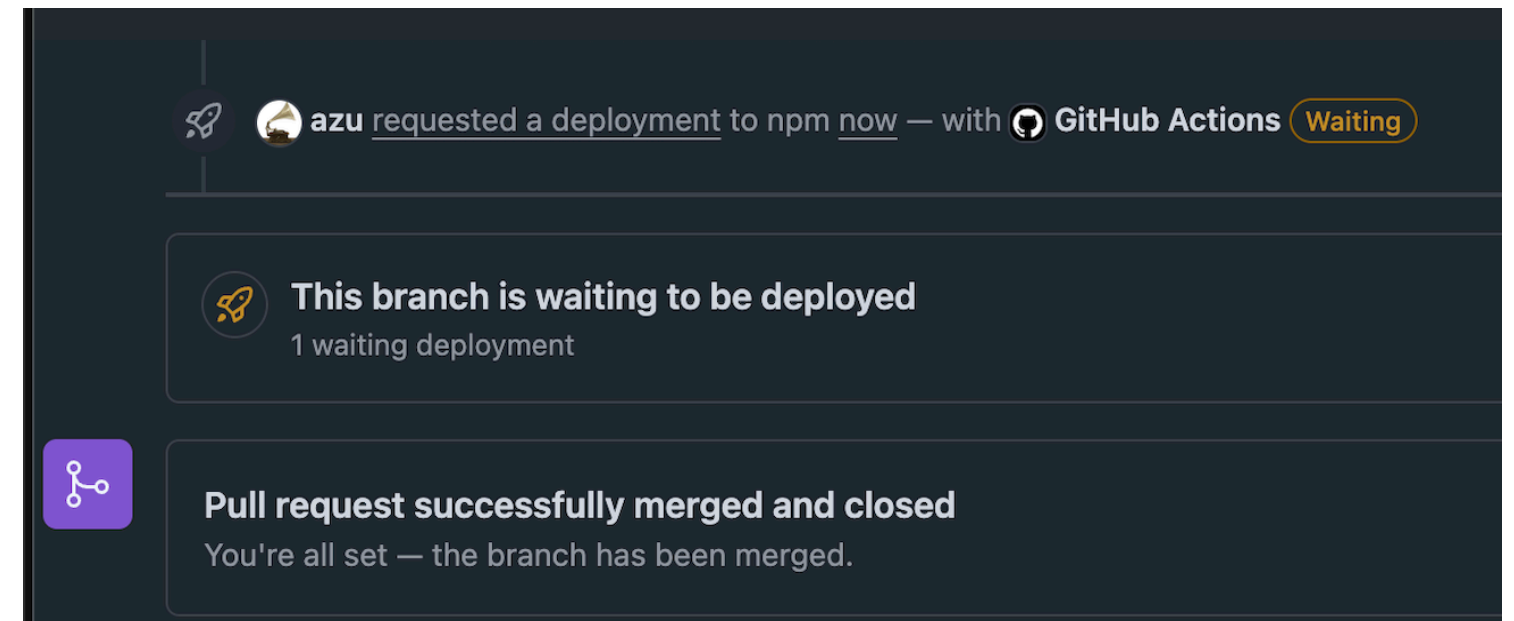 azu requested a deployment to npm now — with GitHub Actions Waiting
This branch is waiting to be deployed
1 waiting deployment
Pull request successfully merged and closed
You're all set — the branch has been merged.